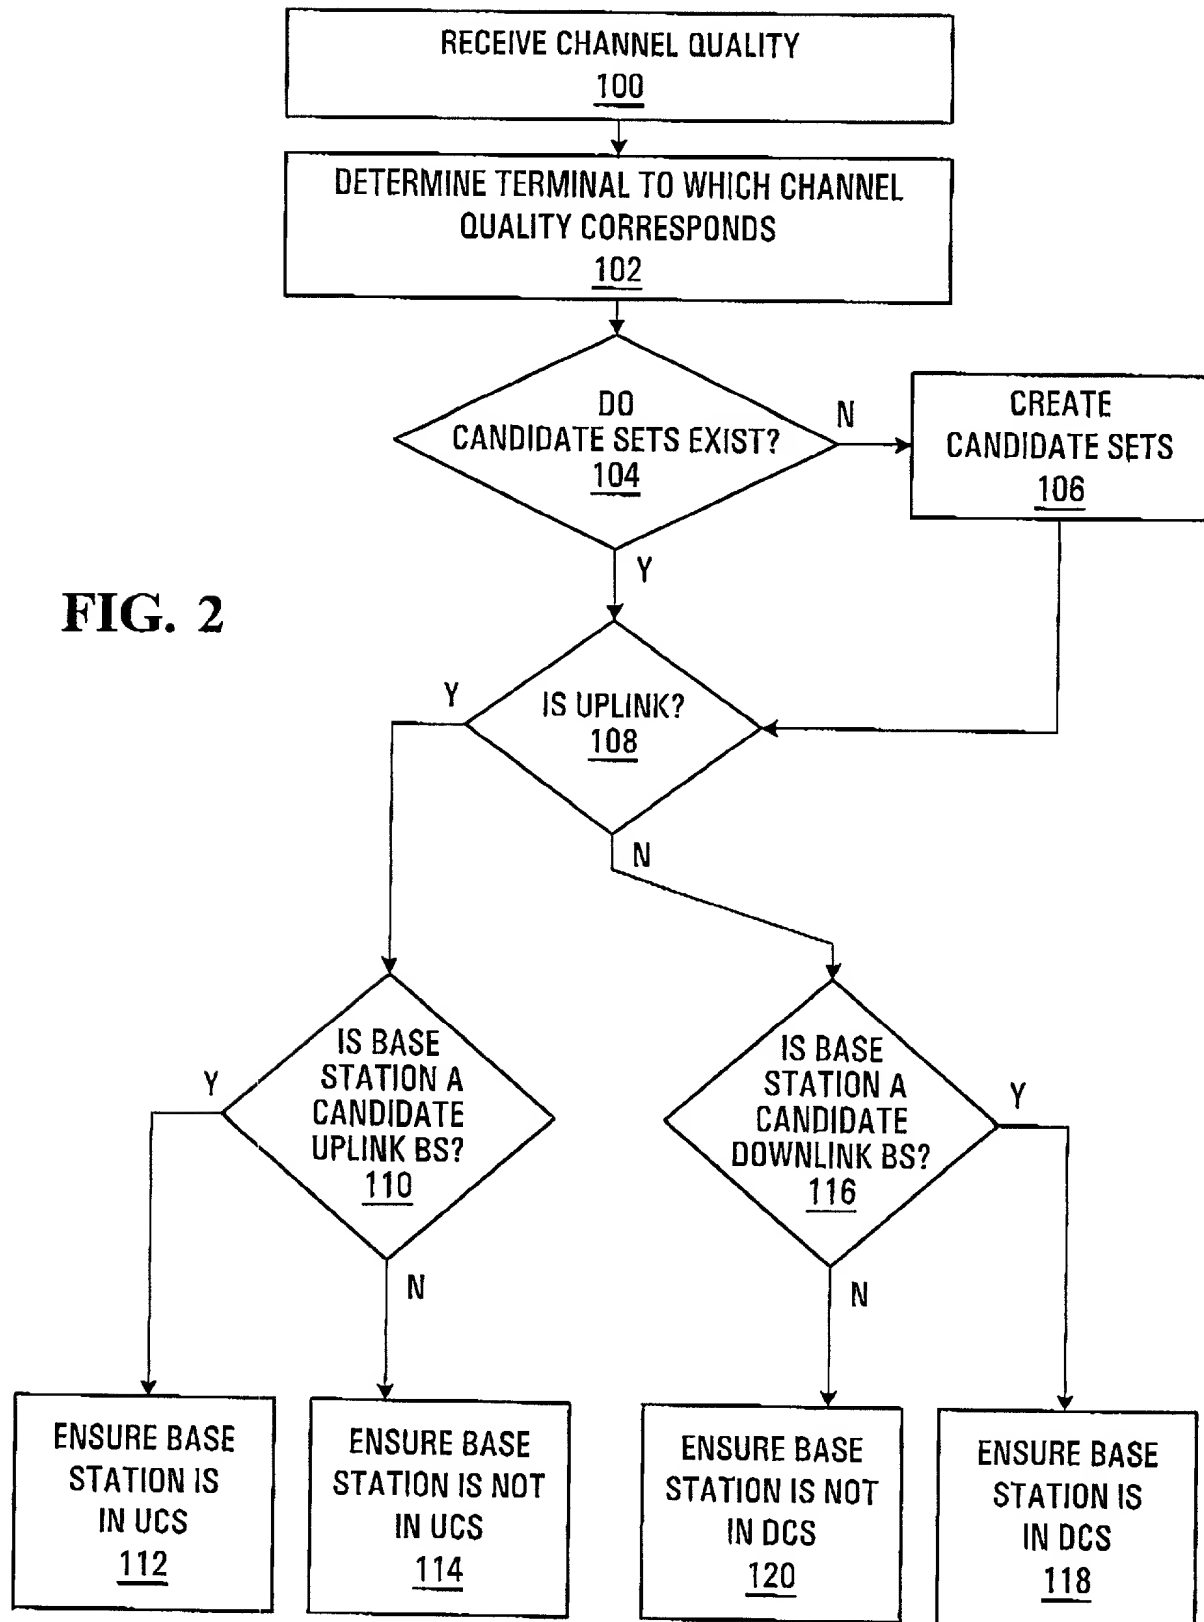 RECEIVE CHANNEL QUALITY
100
DETERMINE TERMINAL TO WHICH CHANNEL
QUALITY CORRESPONDS
102
DO
CANDIDATE SETS EXIST?
104
N
CREATE
CANDIDATE SETS
106
Y
FIG. 2
Y
IS UPLINK?
108
N
IS BASE
STATION A
CANDIDATE
UPLINK BS?
110
Y
N
IS BASE
STATION A
CANDIDATE
DOWNLINK BS?
116
Y
N
ENSURE BASE
STATION IS
IN UCS
112
ENSURE BASE
STATION IS NOT
IN UCS
114
ENSURE BASE
STATION IS NOT
IN DCS
120
ENSURE BASE
STATION IS
IN DCS
118